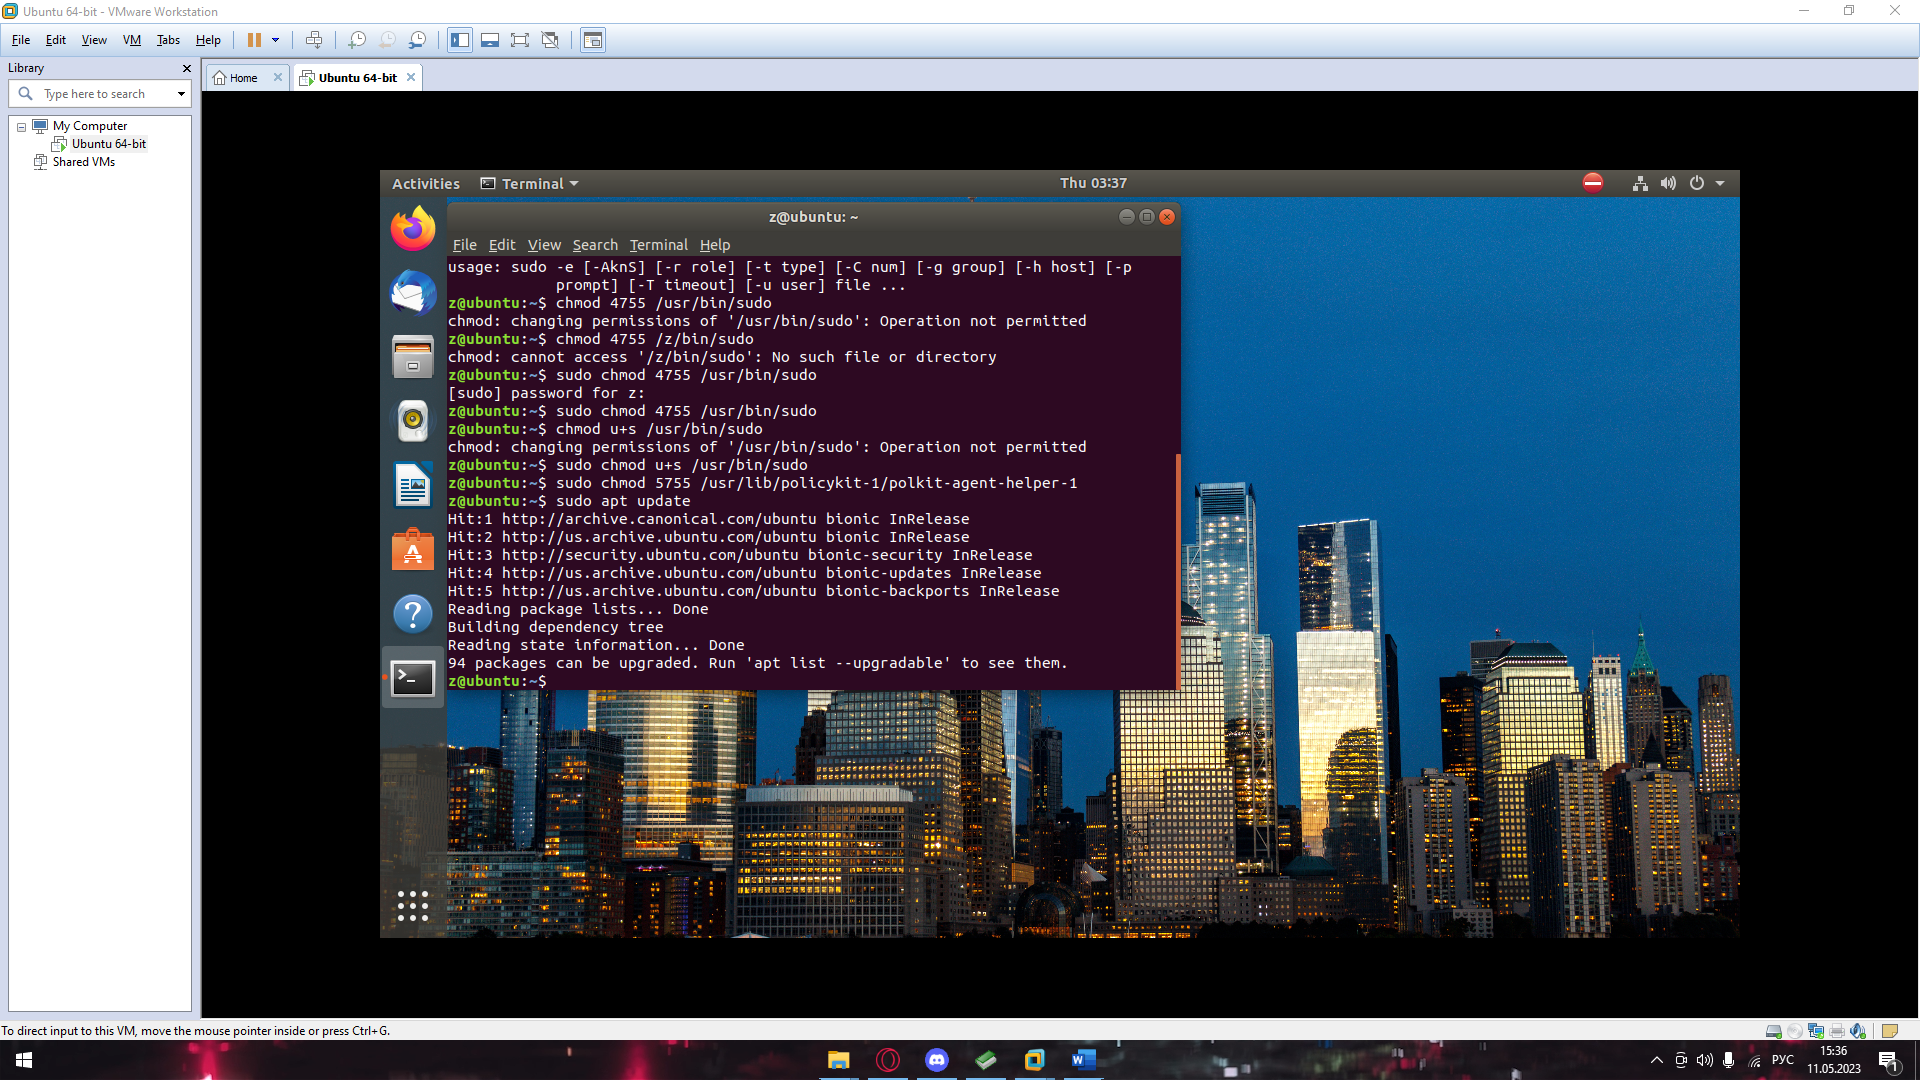 Ubuntu 64-bit - VMware Workstation
File Edit View VM Tabs Help
Library
Home
Ubuntu 64-bit
Type here to search
My Computer
Ubuntu 64-bit
Shared VMs
Activities
Terminal
Thu 03:37
z@ubuntu: ~
File Edit View Search Terminal Help
usage: sudo -e [-AknS] [-r role] [-t type] [-C num] [-g group] [-h host] [-p
prompt] [-T timeout] [-u user] file ...
z@ubuntu:~$ chmod 4755 /usr/bin/sudo
chmod: changing permissions of '/usr/bin/sudo': Operation not permitted
z@ubuntu:~$ chmod 4755 /z/bin/sudo
chmod: cannot access '/z/bin/sudo': No such file or directory
z@ubuntu:~$ sudo chmod 4755 /usr/bin/sudo
[sudo] password for z:
z@ubuntu:~$ sudo chmod 4755 /usr/bin/sudo
z@ubuntu:~$ chmod u+s /usr/bin/sudo
chmod: changing permissions of '/usr/bin/sudo': Operation not permitted
z@ubuntu:~$ sudo chmod u+s /usr/bin/sudo
z@ubuntu:~$ sudo chmod 5755 /usr/lib/policykit-1/polkit-agent-helper-1
z@ubuntu:~$ sudo apt update
Hit:1 http://archive.canonical.com/ubuntu bionic InRelease
Hit:2 http://us.archive.ubuntu.com/ubuntu bionic InRelease
Hit:3 http://security.ubuntu.com/ubuntu bionic-security InRelease
Hit:4 http://us.archive.ubuntu.com/ubuntu bionic-updates InRelease
Hit:5 http://us.archive.ubuntu.com/ubuntu bionic-backports InRelease
Reading package lists... Done
Building dependency tree
Reading state information... Done
94 packages can be upgraded. Run 'apt list --upgradable' to see them.
z@ubuntu:~$
To direct input to this VM, move the mouse pointer inside or press Ctrl+G.
РУС
15:36
11.05.2023
1